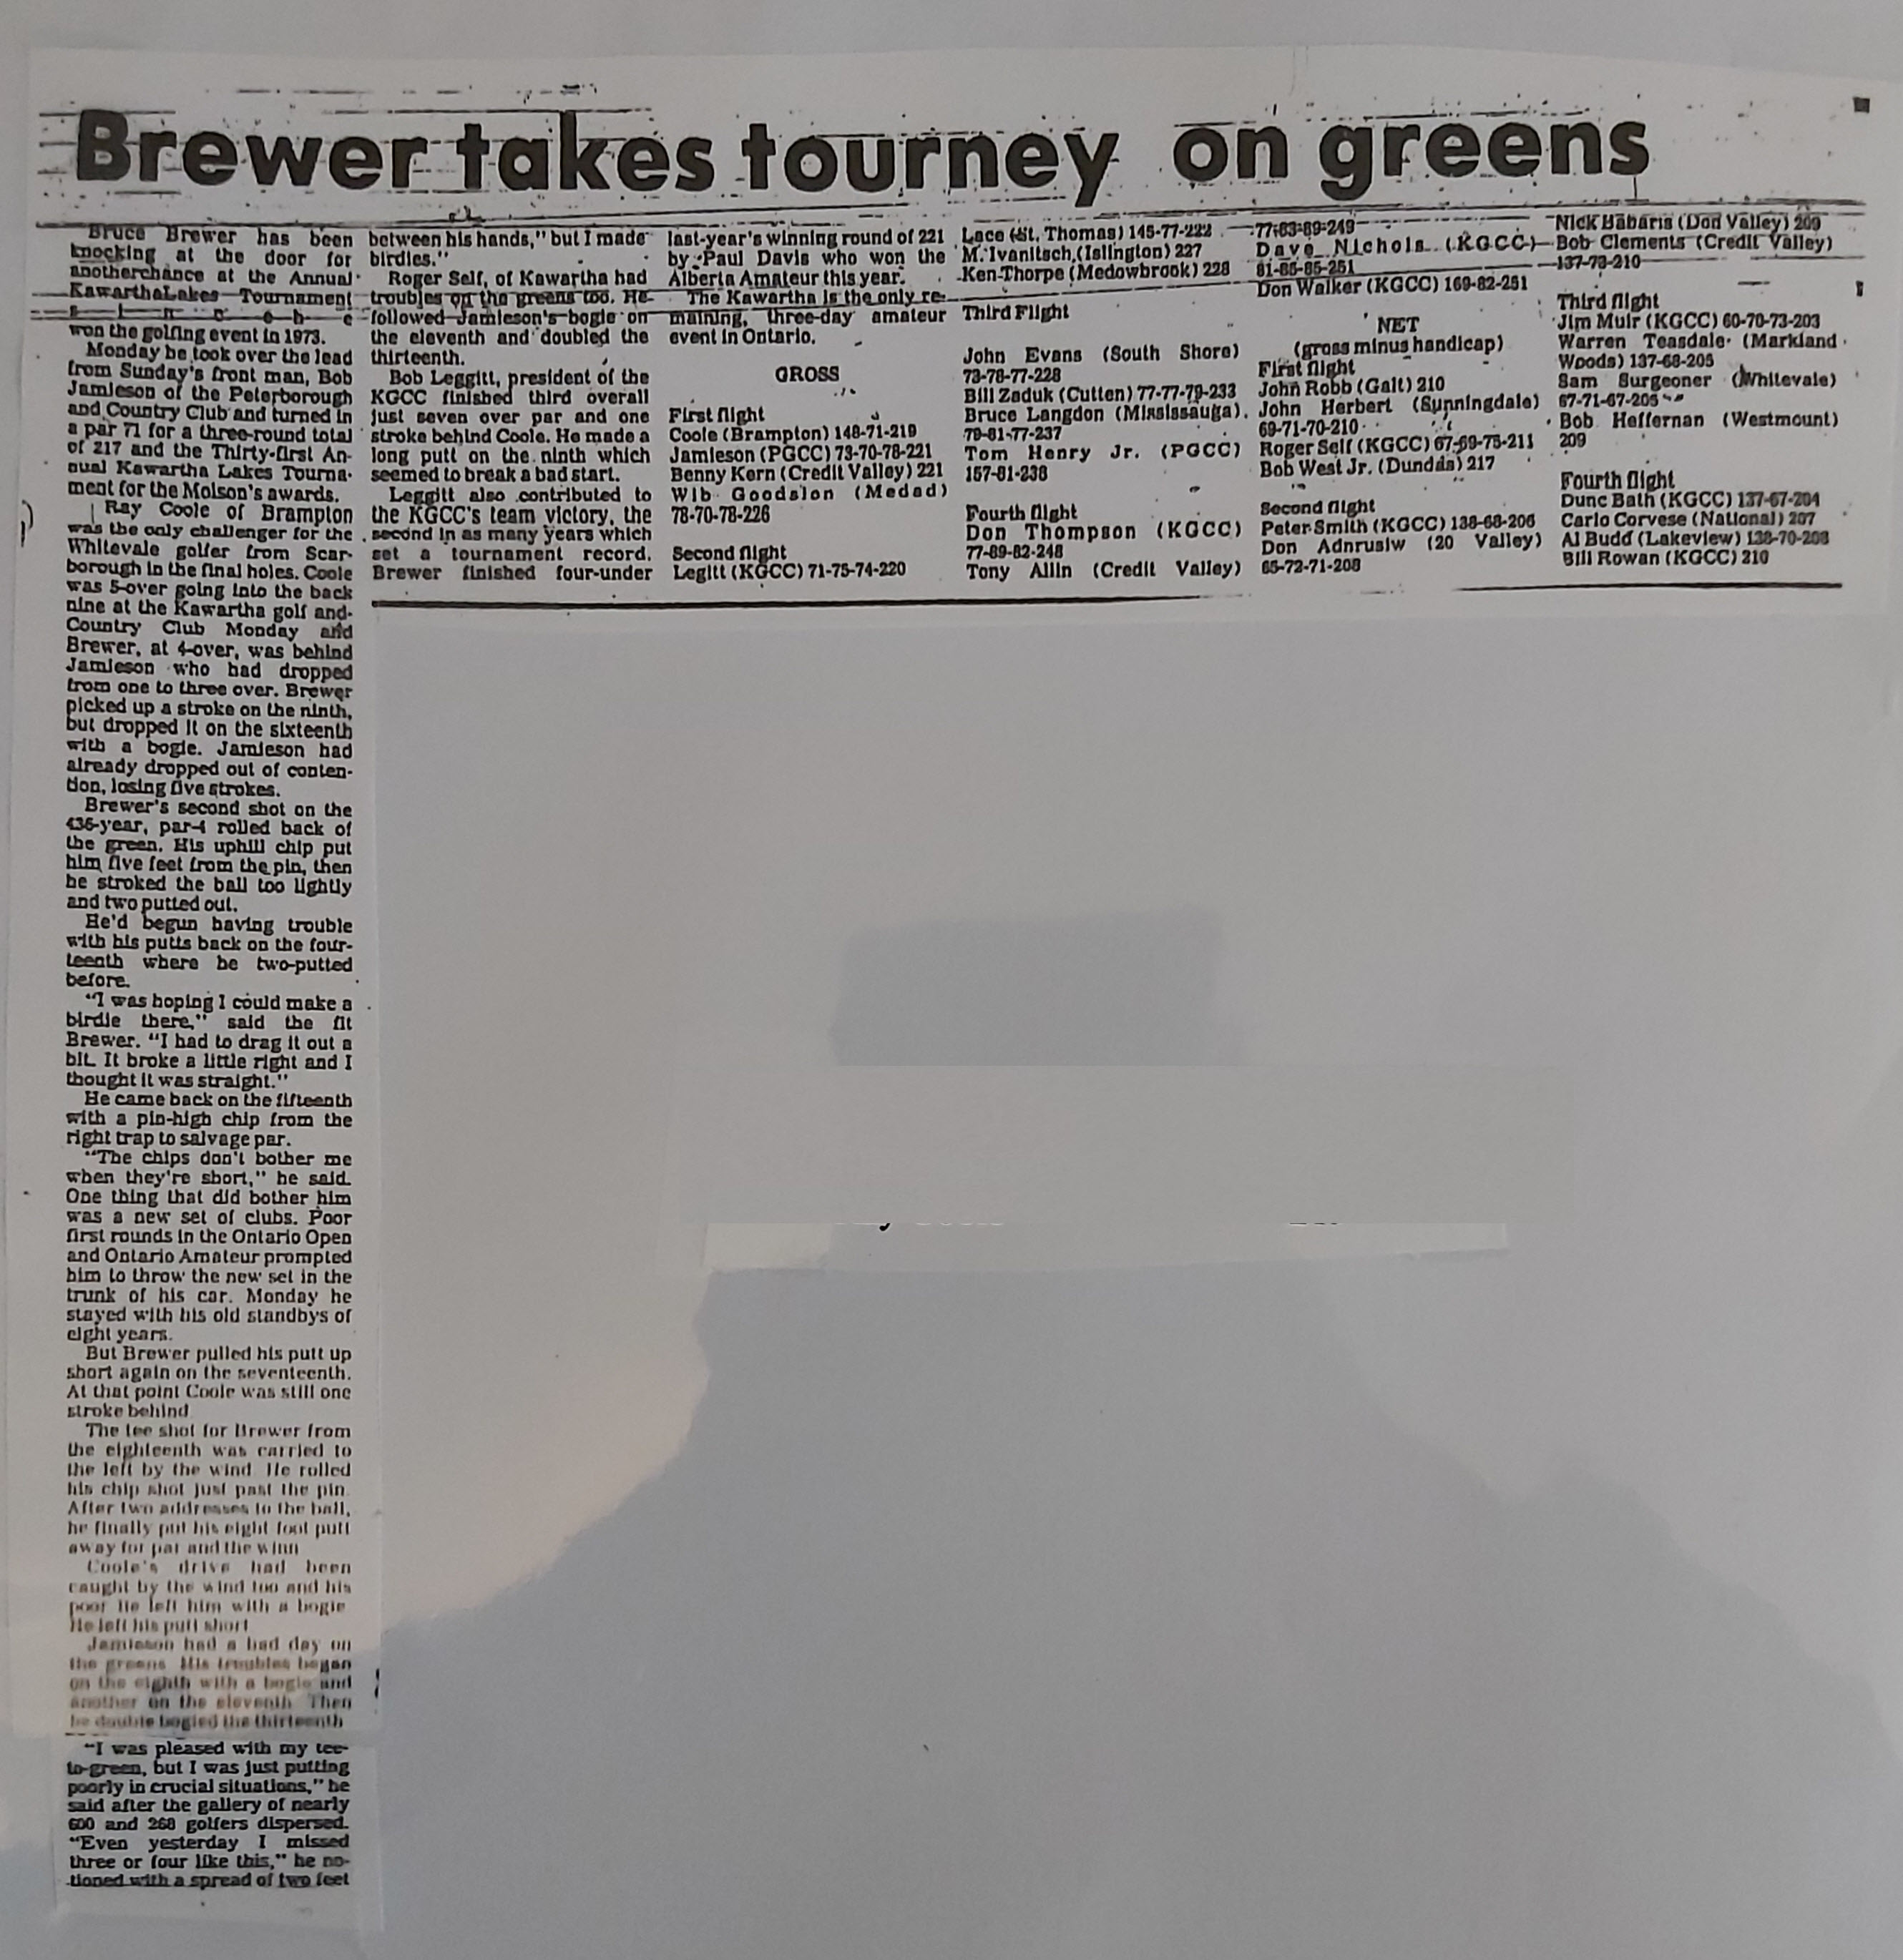 Brewer takes tourney on greens
Bruce Brewer has been
knocking at the door for
anotherchance at the Annual
KawarthaLakes Tournament
s i n c e h e
won the golfing event in 1973.
Monday he took over the lead
from Sunday's front man, Bob
Jamieson of the Peterborough
and Country Club and turned in
a par 71 for a three-round total
of 217 and the Thirty-first An-
nual Kawartha Lakes Tourna-
ment for the Molson's awards.
Ray Coole of Brampton
was the only challenger for the
Whitevale golfer from Scar-
borough in the final holes. Coole
was 5-over going into the back
nine at the Kawartha golf and
Country Club Monday and
Brewer, at 4-over, was behind
Jamieson who had dropped
from one to three over. Brewer
picked up a stroke on the ninth,
but dropped it on the sixteenth
with a bogie. Jamieson had
already dropped out of conten-
tion, losing five strokes.
Brewer's second shot on the
436-year, par-4 rolled back of
the green. His uphill chip put
him five feet from the pin, then
he stroked the ball too lightly
and two putted out.
He'd begun having trouble
with his putts back on the four-
teenth where he two-putted
before.
"I was hoping I could make a
birdie there," said the fit
Brewer. "I had to drag it out a
bit. It broke a little right and I
thought it was straight."
He came back on the fifteenth
with a pin-high chip from the
right trap to salvage par.
"The chips don't bother me
when they're short," he said.
One thing that did bother him
was a new set of clubs. Poor
first rounds in the Ontario Open
and Ontario Amateur prompted
him to throw the new set in the
trunk of his car. Monday he
stayed with his old standbys of
eight years.
But Brewer pulled his putt up
short again on the seventeenth.
At that point Coole was still one
stroke behind.
The tee shot for Brewer from
the eighteenth was carried to
the left by the wind. He rolled
his chip shot just past the pin.
After two addresses to the ball,
he finally put his eight foot putt
away for par and the winn
Coole's drive had been
caught by the wind too and his
poor lie left him with a bogie.
He left his putt short
Jamieson had a bad day on
the greens. His troubles began
on the eighth with a bogie and
another on the eleventh. Then
he double bogied the thirteenth
"I was pleased with my tee-
to-green, but I was just putting
poorly in crucial situations," he
said after the gallery of nearly
600 and 268 golfers dispersed.
"Even yesterday I missed
three or four like this," he no-
tioned with a spread of two feet
between his hands," but I made
birdies."
Roger Self, of Kawartha had
troubles on the greens too. He
followed Jamieson's bogie on
the eleventh and doubled the
thirteenth.
Bob Leggitt, president of the
KGCC finished third overall
just seven over par and one
stroke behind Coole. He made a
long putt on the ninth which
seemed to break a bad start.
Leggitt also contributed to
the KGCC's team victory, the
second in as many years which
set a tournament record.
Brewer finished four-under
last-year's winning round of 221
by Paul Davis who won the
Alberta Amateur this year.
The Kawartha is the only re-
maining, three-day amateur
event in Ontario.
GROSS
First flight
Coole (Brampton) 148-71-219
Jamieson (PGCC) 73-70-78-221
Benny Kern (Credit Valley) 221
Wib Goodsion (Medad)
78-70-78-226
Second flight
Legitt (KGCC) 71-75-74-220
Lace (St. Thomas) 145-77-222
M. Ivanitsch (Islington) 227
Ken Thorpe (Medowbrook) 228
Third Flight
John Evans (South Shore)
73-78-77-228
Bill Zaduk (Cutten) 77-77-79-233
Bruce Langdon (Mississauga),
79-81-77-237
Tom Henry Jr. (PGCC)
157-81-238
Fourth flight
Don Thompson (KGCC)
77-89-82-248
Tony Allin (Credit Valley)
77-83-89-249
Dave Nichols (KGCC)
81-85-85-251
Don Walker (KGCC) 169-82-251
NET
(gross minus handicap)
First flight
John Robb (Galt) 210
John Herbert (Sunningdale)
69-71-70-210
Roger Self (KGCC) 67-69-75-211
Bob West Jr. (Dundas) 217
Second flight
Peter Smith (KGCC) 138-68-206
Don Adnrusiw (20 Valley)
65-72-71-208
Nick Babaris (Don Valley) 209
Bob Clements (Credit Valley)
137-73-210
Third flight
Jim Muir (KGCC) 60-70-73-203
Warren Teasdale (Markland
Woods) 137-68-205
Sam Surgeoner (Whitevale)
67-71-67-205
Bob Heffernan (Westmount)
209
Fourth flight
Dunc Bath (KGCC) 137-67-204
Carlo Corvese (National) 207
Al Budd (Lakeview) 138-70-208
Bill Rowan (KGCC) 210